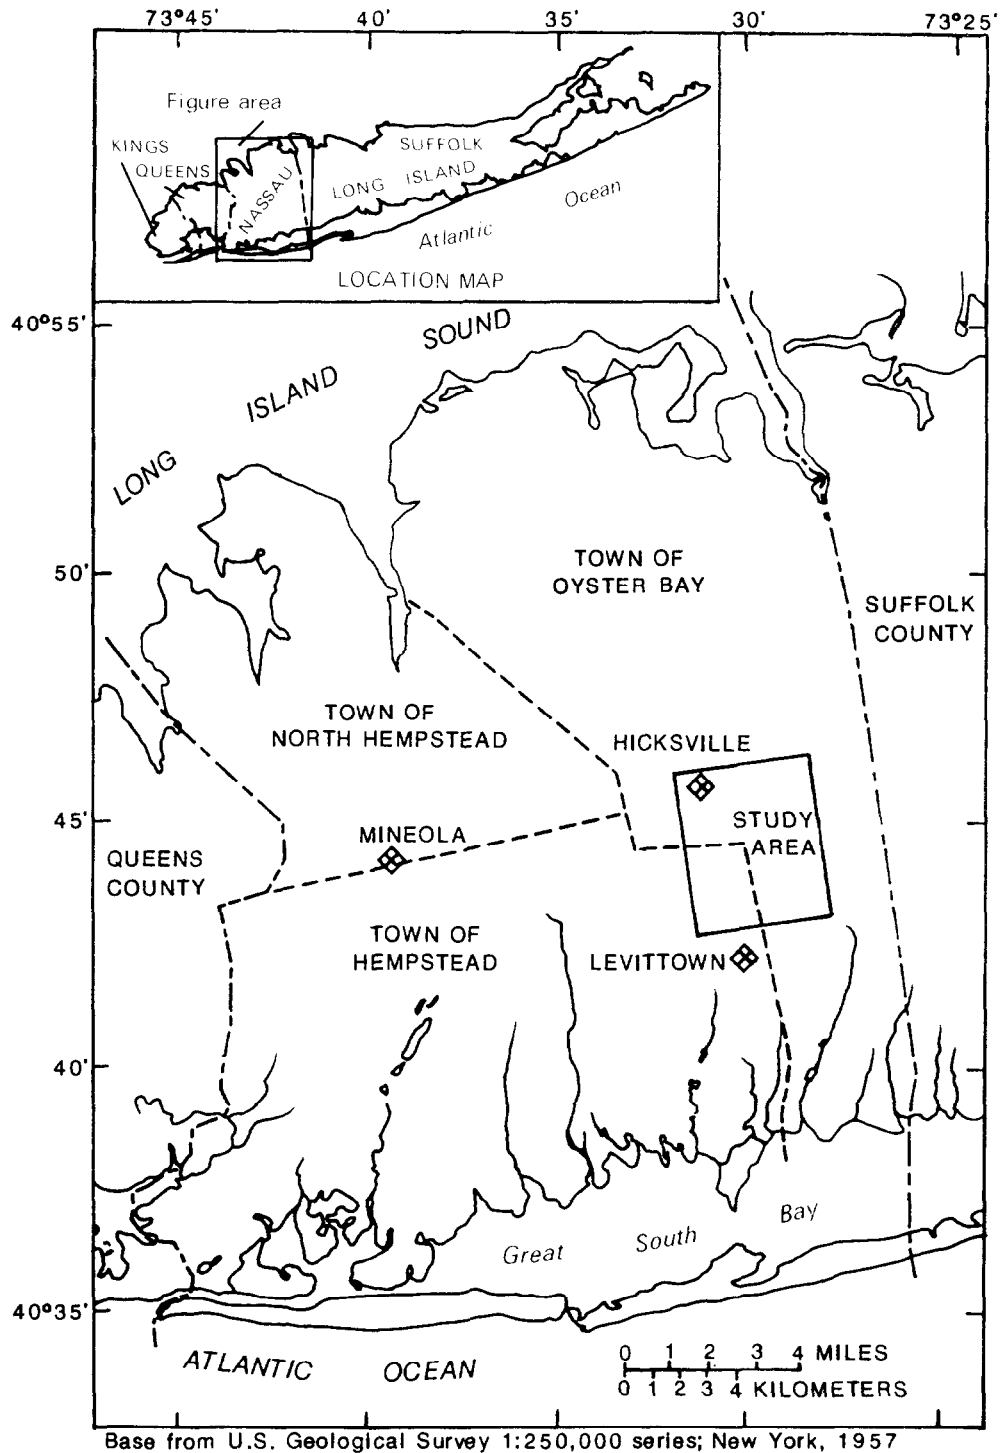 73°45' 40' 35' 30' 73°25'
Figure area
KINGS
QUEENS
NASSAU
SUFFOLK
LONG ISLAND
Atlantic Ocean
LOCATION MAP
40°55'
LONG ISLAND SOUND
50'
TOWN OF
OYSTER BAY
SUFFOLK
COUNTY
TOWN OF
NORTH HEMPSTEAD
HICKSVILLE
45'
MINEOLA
STUDY
AREA
QUEENS
COUNTY
TOWN OF
HEMPSTEAD
LEVITTOWN
40'
Great South Bay
40°35'
ATLANTIC OCEAN
0 1 2 3 4 MILES
0 1 2 3 4 KILOMETERS
Base from U.S. Geological Survey 1:250,000 series; New York, 1957